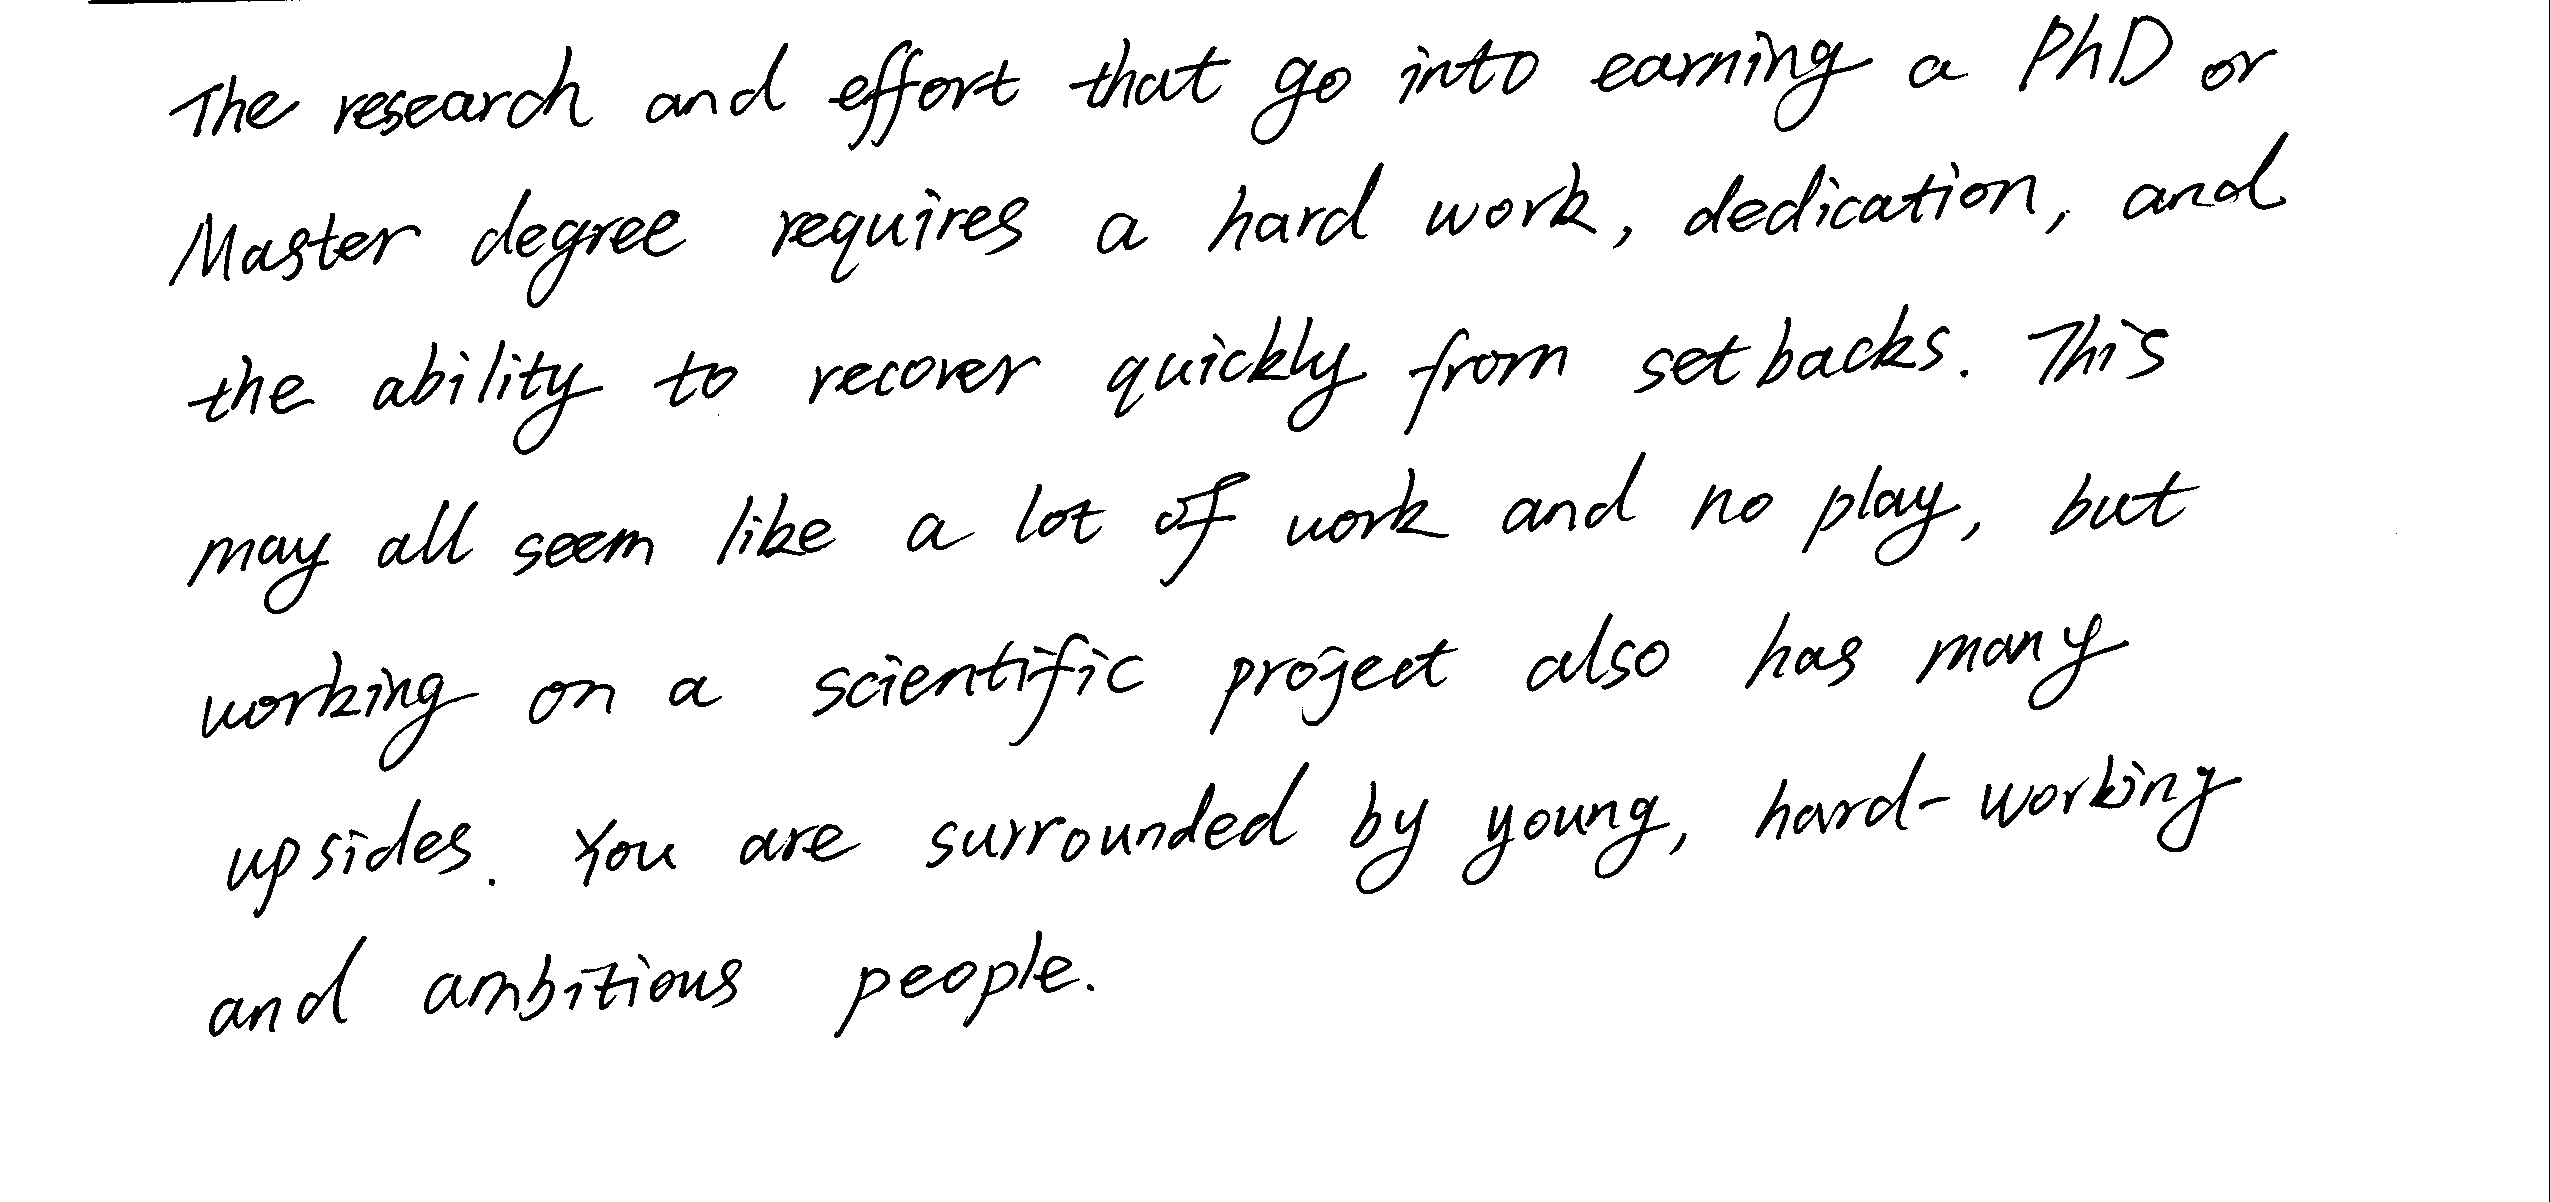 The research and effort that go into earning a PhD or
Master degree requires a hard work, dedication, and
the ability to recover quickly from setbacks. This
may all seem like a lot of work and no play, but
working on a scientific project also has many
upsides. You are surrounded by young, hard-working
and ambitious people.